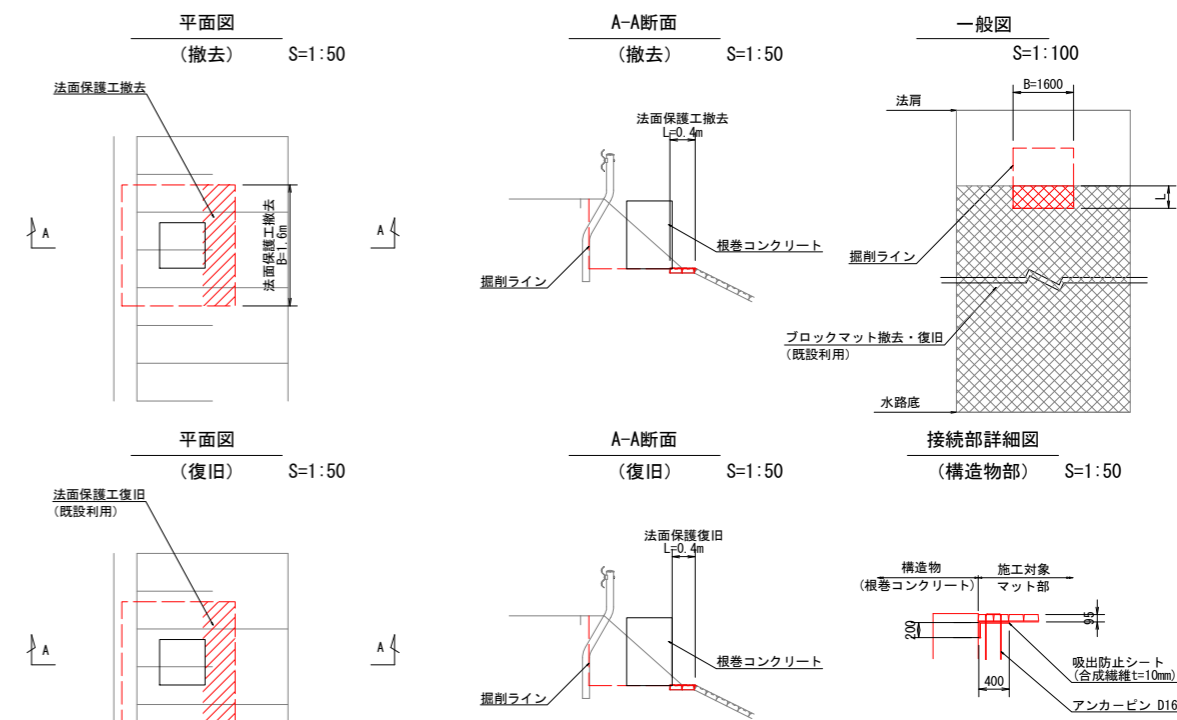 平面図
(撤去) S=1:50
法面保護工撤去
A
A
法面保護工撤去
B=1.6m
A-A断面
(撤去) S=1:50
法面保護工撤去
L=0.4m
根巻コンクリート
掘削ライン
一般図
S=1:100
B=1600
法肩
L
掘削ライン
ブロックマット撤去・復旧
(既設利用)
水路底
平面図
(復旧) S=1:50
法面保護工復旧
(既設利用)
A
A
A-A断面
(復旧) S=1:50
法面保護復旧
L=0.4m
根巻コンクリート
掘削ライン
接続部詳細図
(構造物部) S=1:50
構造物
(根巻コンクリート)
施工対象
マット部
95
200
400
吸出防止シート
(合成繊維t=10mm)
アンカーピン D16